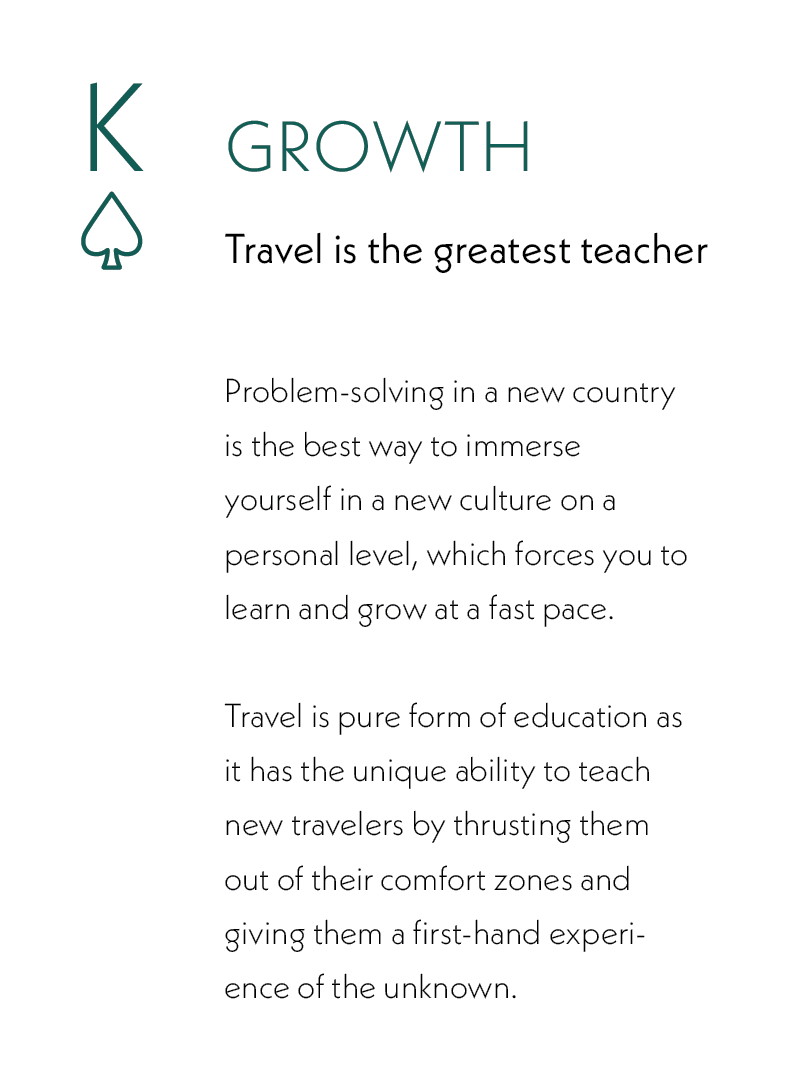 K
GROWTH
Travel is the greatest teacher
Problem-solving in a new country
is the best way to immerse
yourself in a new culture on a
personal level, which forces you to
learn and grow at a fast pace.
Travel is pure form of education as
it has the unique ability to teach
new travelers by thrusting them
out of their comfort zones and
giving them a first-hand experi-
ence of the unknown.